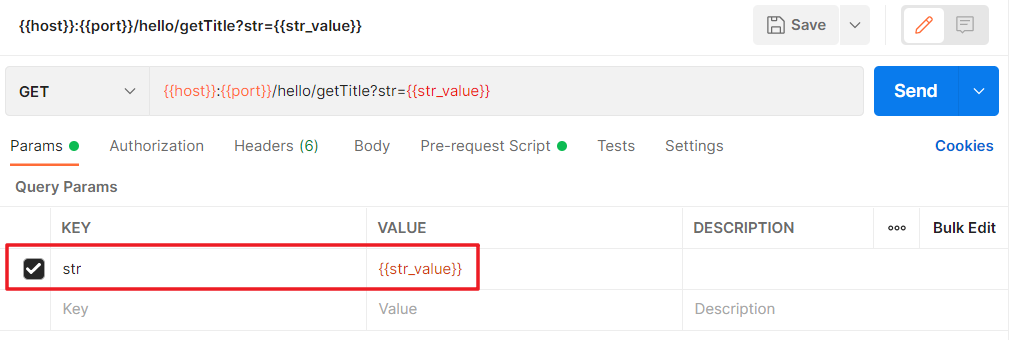 {{host}}:{{port}}/hello/getTitle?str={{str_value}} Save
GET {{host}}:{{port}}/hello/getTitle?str={{str_value}} Send
Params Authorization Headers (6) Body Pre-request Script Tests Settings Cookies
Query Params
KEY VALUE DESCRIPTION Bulk Edit
str {{str_value}}
Key Value Description